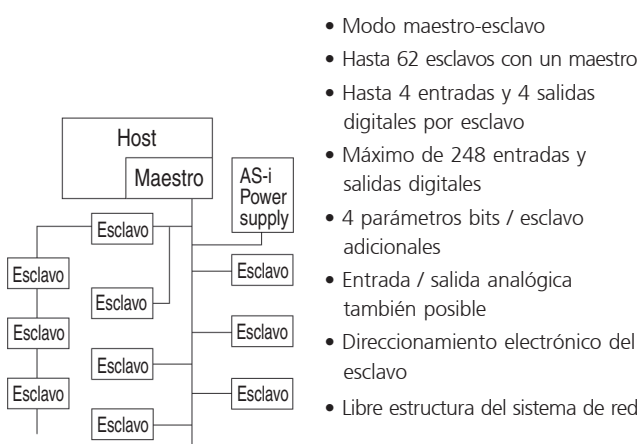 Host
Maestro
AS-i
Power
supply
Esclavo
Esclavo
Esclavo
Esclavo
Esclavo
Esclavo
Esclavo
Esclavo
Esclavo
Esclavo
• Modo maestro-esclavo
• Hasta 62 esclavos con un maestro
• Hasta 4 entradas y 4 salidas
digitales por esclavo
• Máximo de 248 entradas y
salidas digitales
• 4 parámetros bits / esclavo
adicionales
• Entrada / salida analógica
también posible
• Direccionamiento electrónico del
esclavo
• Libre estructura del sistema de red